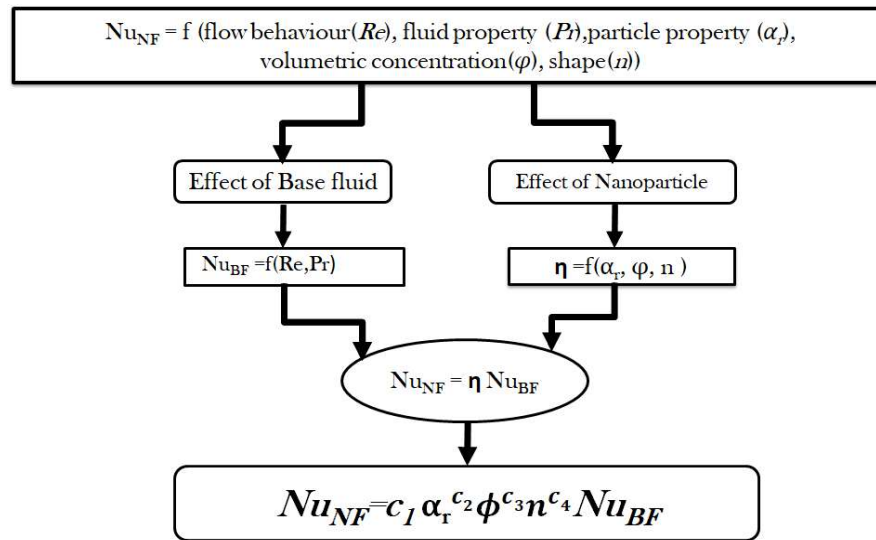 Nu_NF = f (flow behaviour(Re), fluid property (Pr),particle property (α_r),
volumetric concentration(φ), shape(n))
Effect of Base fluid
Effect of Nanoparticle
Nu_BF =f(Re,Pr)
η =f(α_r, φ, n )
Nu_NF = η Nu_BF
Nu_NF=c_1 α_r^c_2 ϕ^c_3 n^c_4 Nu_BF